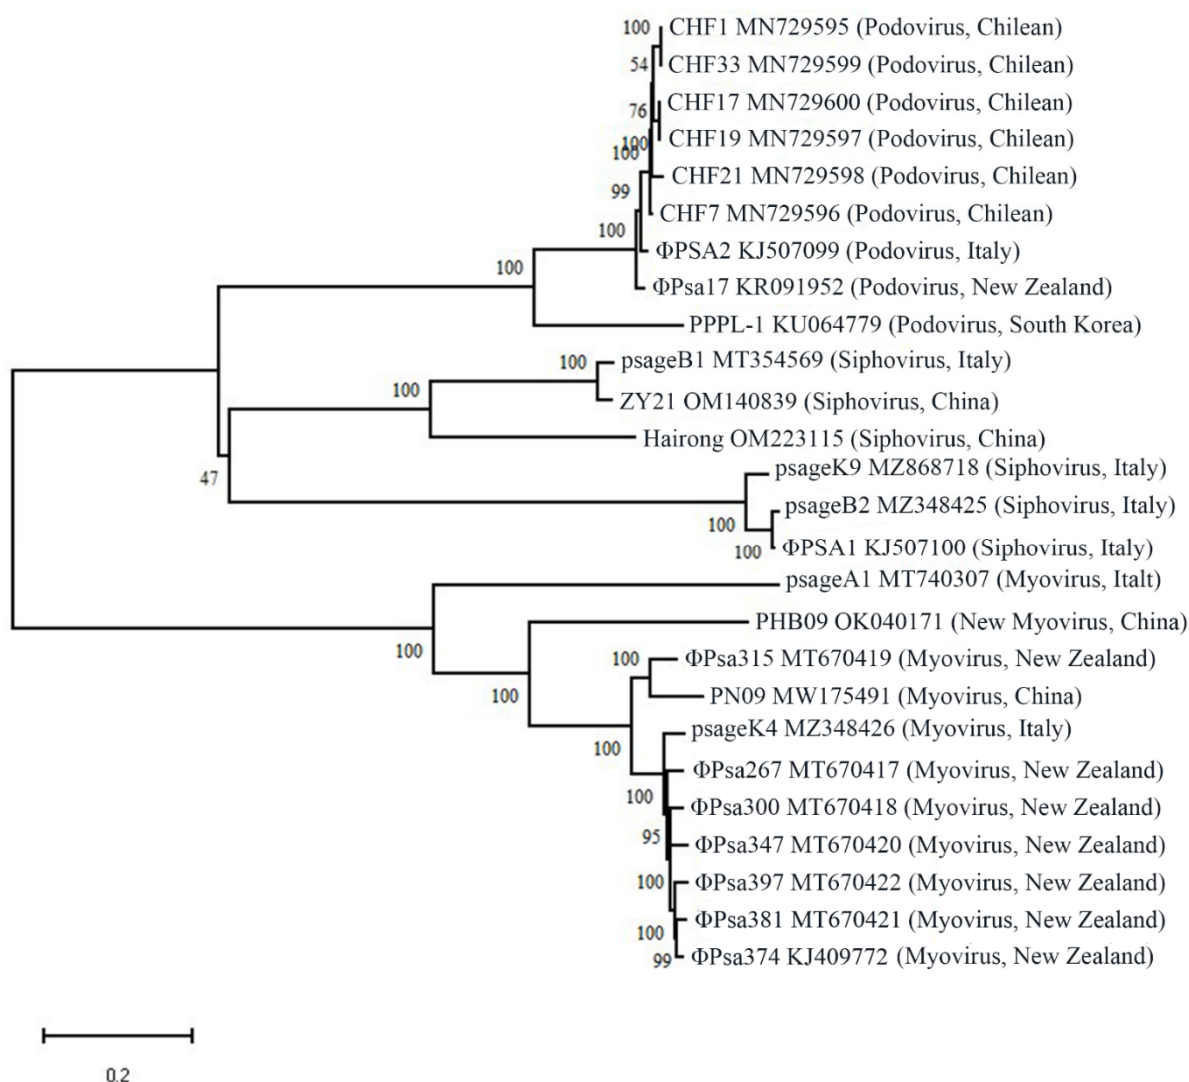 100 CHF1 MN729595 (Podovirus, Chilean)
54 CHF33 MN729599 (Podovirus, Chilean)
76 CHF17 MN729600 (Podovirus, Chilean)
100 CHF19 MN729597 (Podovirus, Chilean)
100
CHF21 MN729598 (Podovirus, Chilean)
99
CHF7 MN729596 (Podovirus, Chilean)
100
ΦPSA2 KJ507099 (Podovirus, Italy)
100
ΦPsa17 KR091952 (Podovirus, New Zealand)
PPPL-1 KU064779 (Podovirus, South Korea)
100 psageB1 MT354569 (Siphovirus, Italy)
100
ZY21 OM140839 (Siphovirus, China)
Hairong OM223115 (Siphovirus, China)
47
psageK9 MZ868718 (Siphovirus, Italy)
psageB2 MZ348425 (Siphovirus, Italy)
100
100 ΦPSA1 KJ507100 (Siphovirus, Italy)
psageA1 MT740307 (Myovirus, Italt)
PHB09 OK040171 (New Myovirus, China)
100
100 ΦPsa315 MT670419 (Myovirus, New Zealand)
100 PN09 MW175491 (Myovirus, China)
psageK4 MZ348426 (Myovirus, Italy)
100
ΦPsa267 MT670417 (Myovirus, New Zealand)
100
ΦPsa300 MT670418 (Myovirus, New Zealand)
95 ΦPsa347 MT670420 (Myovirus, New Zealand)
100 ΦPsa397 MT670422 (Myovirus, New Zealand)
ΦPsa381 MT670421 (Myovirus, New Zealand)
100
99 ΦPsa374 KJ409772 (Myovirus, New Zealand)
0.2